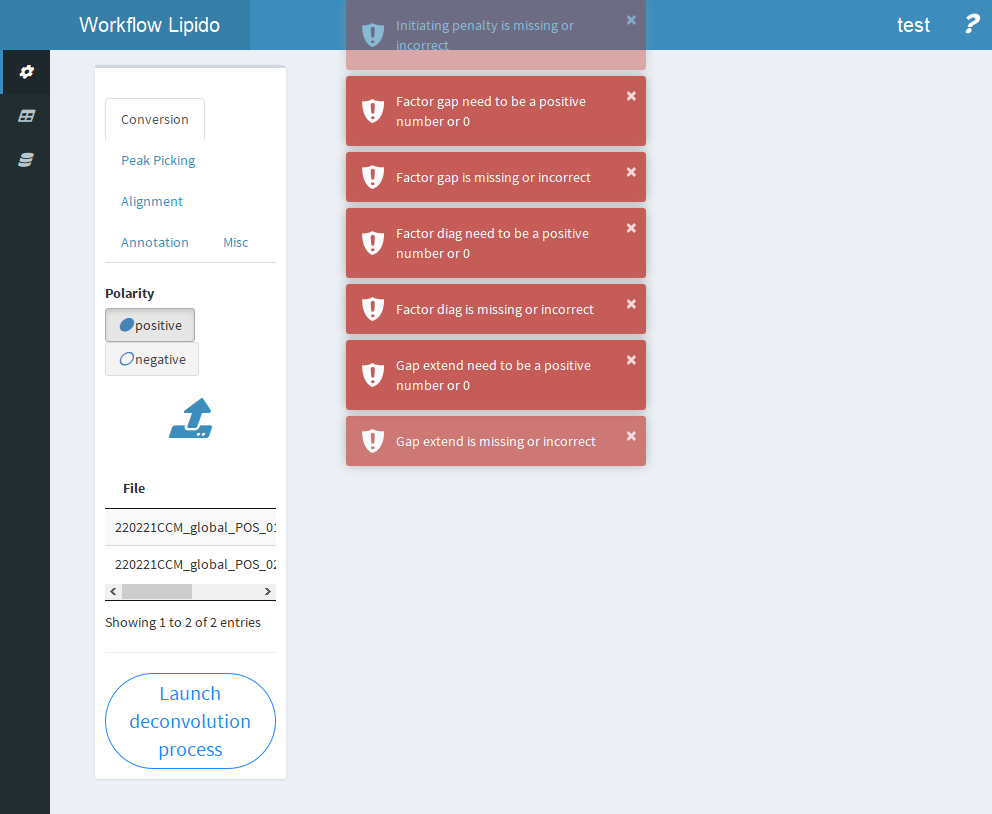 Workflow Lipido
test
?
Initiating penalty is missing or
incorrect
×
Factor gap need to be a positive
number or 0
×
Factor gap is missing or incorrect
×
Factor diag need to be a positive
number or 0
×
Factor diag is missing or incorrect
×
Gap extend need to be a positive
number or 0
×
Gap extend is missing or incorrect
×
Conversion
Peak Picking
Alignment
Annotation Misc
Polarity
positive
negative
File
220221CCM_global_POS_01
220221CCM_global_POS_02
Showing 1 to 2 of 2 entries
Launch
deconvolution
process